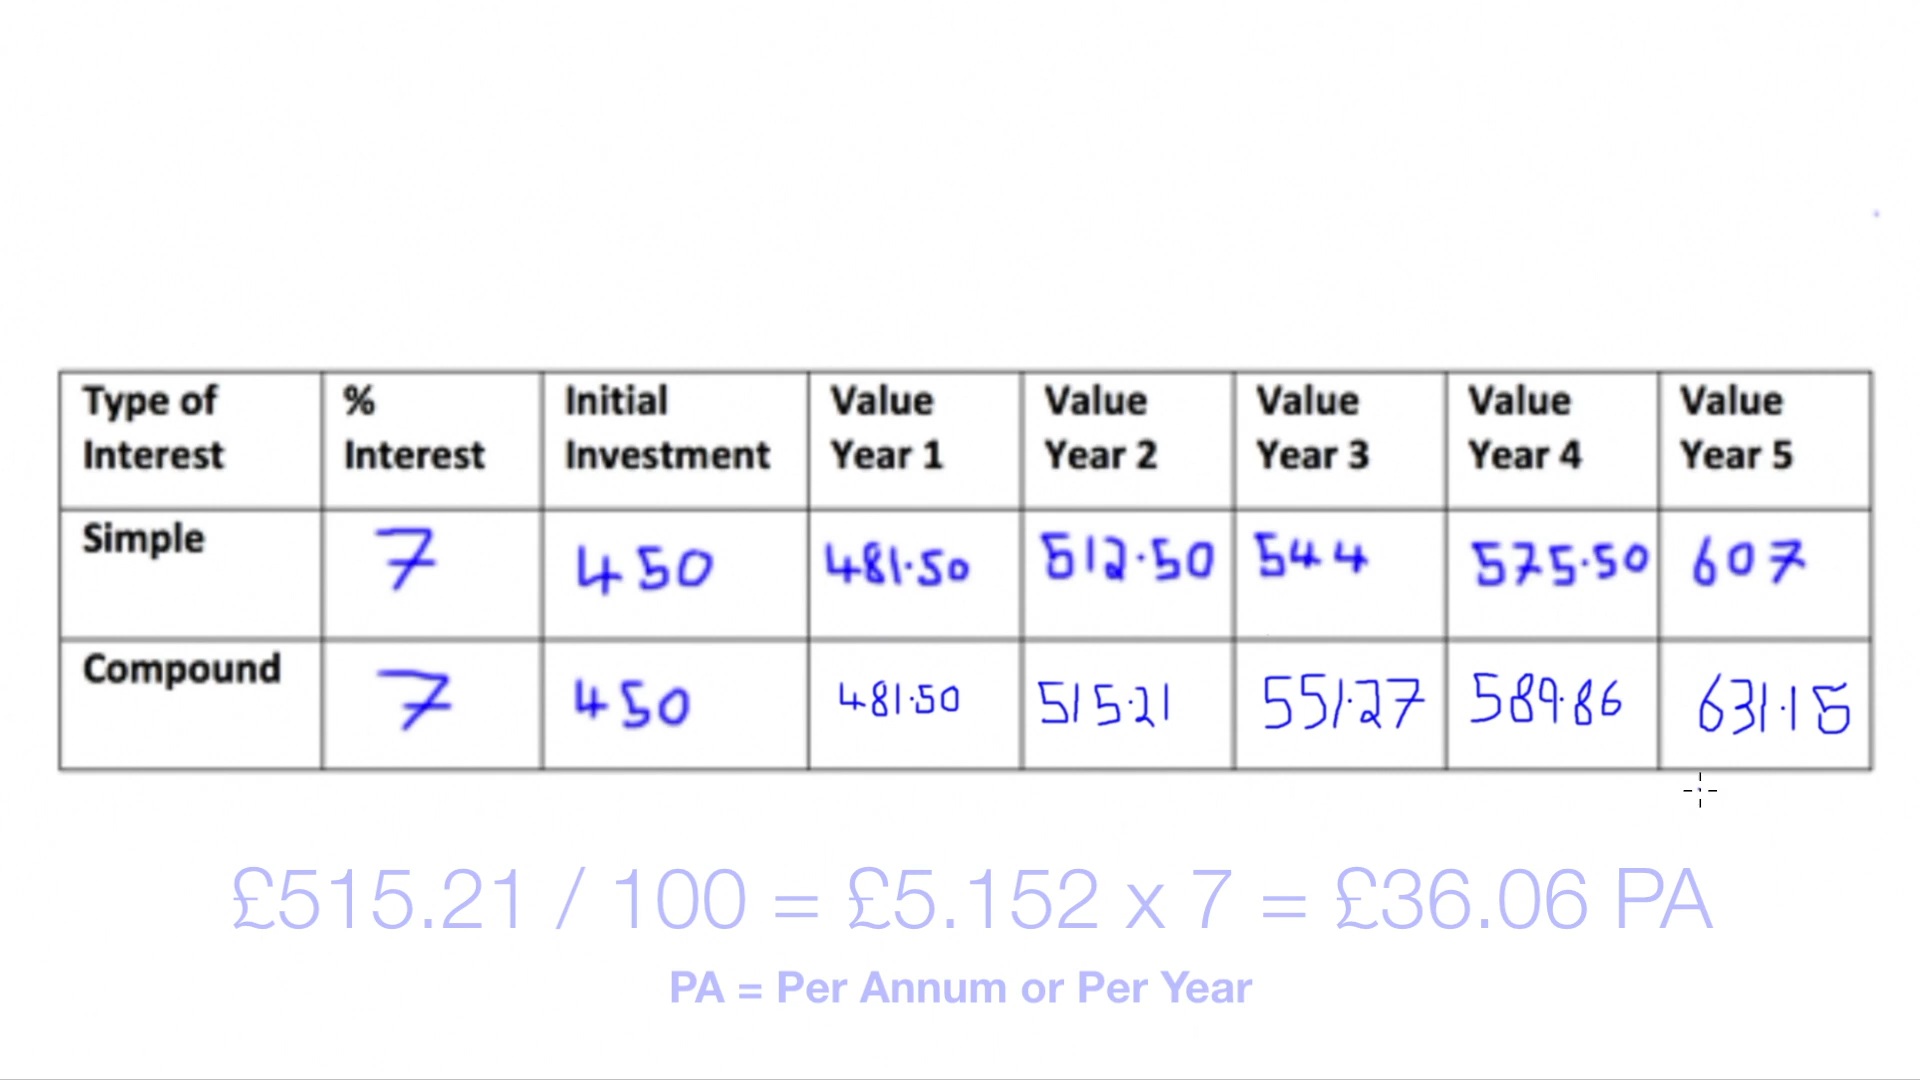 Type of Interest % Interest Initial Investment Value Year 1 Value Year 2 Value Year 3 Value Year 4 Value Year 5
Simple 7 450 481.50 512.50 544 575.50 607
Compound 7 450 481.50 515.21 551.27 589.86 631.15
£515.21 / 100 = £5.152 x 7 = £36.06 PA
PA = Per Annum or Per Year